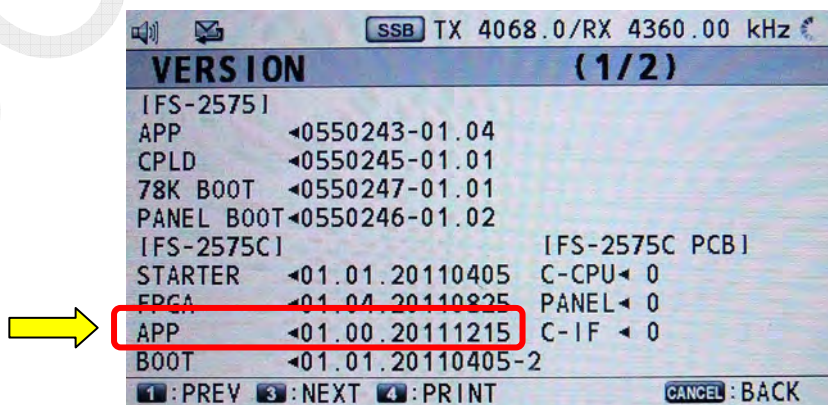 SSB TX 4068.0/RX 4360.00 kHz
VERSION (1/2)
[FS-2575]
APP ◄0550243-01.04
CPLD ◄0550245-01.01
78K BOOT ◄0550247-01.01
PANEL BOOT◄0550246-01.02
[FS-2575C] [FS-2575C PCB]
STARTER ◄01.01.20110405 C-CPU◄ 0
FPGA ◄01.04.20110825 PANEL◄ 0
APP ◄01.00.20111215 C-IF ◄ 0
BOOT ◄01.01.20110405-2
1:PREV 3:NEXT 4:PRINT CANCEL:BACK